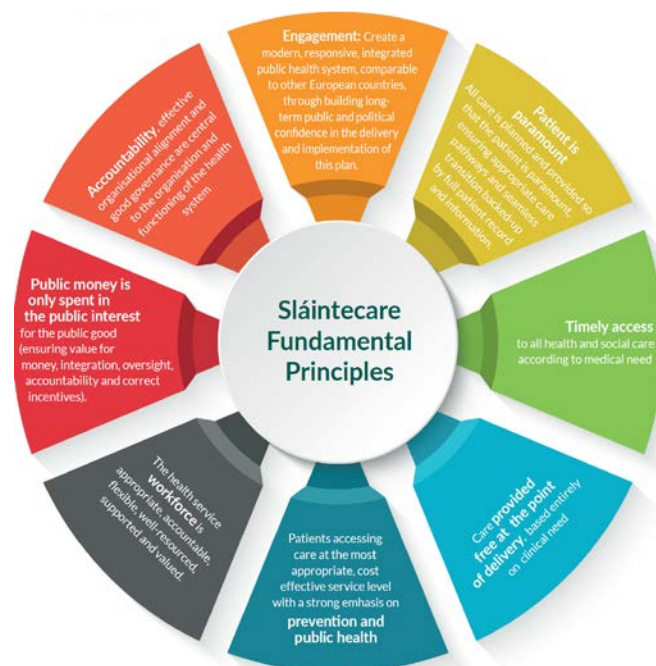 Sláintecare
Fundamental
Principles
Engagement: Create a
modern, responsive, integrated
public health system, comparable
to other European countries,
through building long-
term public and political
confidence in the delivery
and implementation of
this plan.
Patient is
paramount
All care is planned and provided so
that the patient is paramount,
ensuring appropriate care
pathways and seamless
transition backed-up
by full patient record
and information.
Timely access
to all health and social care
according to medical need
Care provided
free at the point
of delivery, based entirely
on clinical need
Patients accessing
care at the most
appropriate, cost
effective service level
with a strong emhasis on
prevention and
public health
The health service
workforce is
appropriate, accountable,
flexible, well-resourced,
supported and valued.
Public money is
only spent in
the public interest
for the public good
(ensuring value for
money, integration, oversight,
accountability and correct
incentives).
Accountability, effective
organisational alignment and
good governance are central
to the organisation and
functioning of the health
system